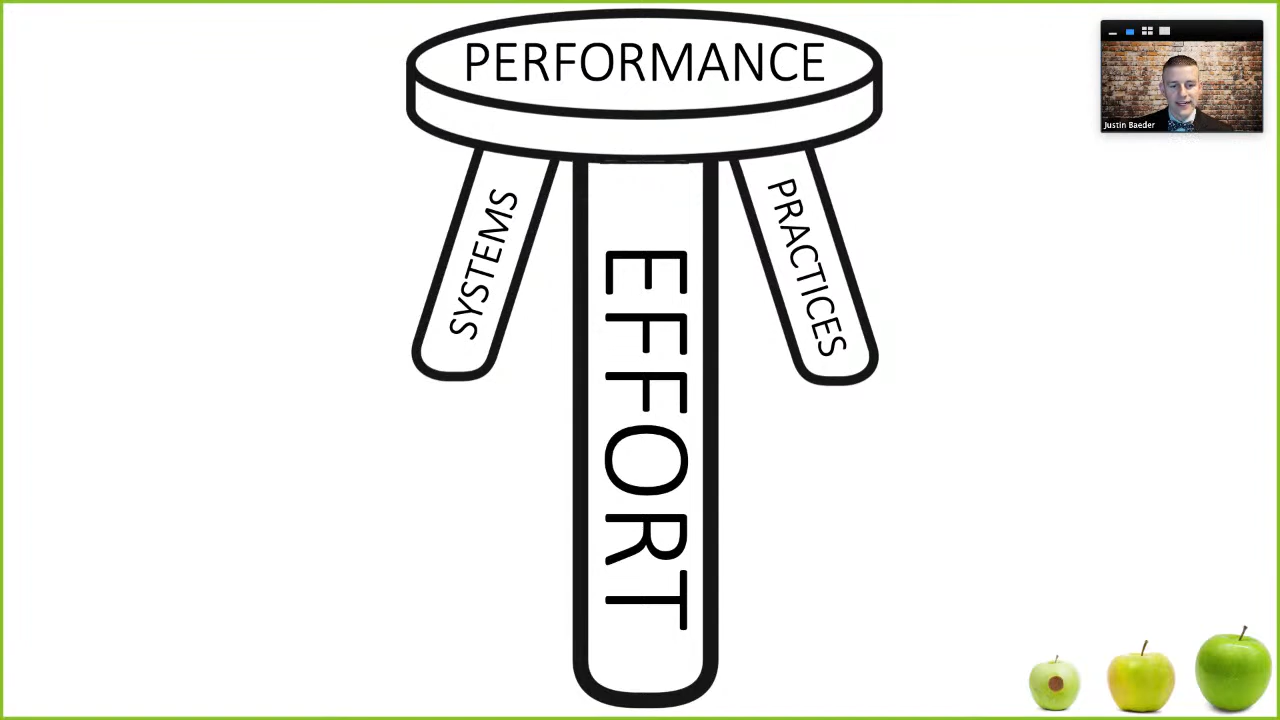 PERFORMANCE
SYSTEMS
EFFORT
PRACTICES
Justin Baeder